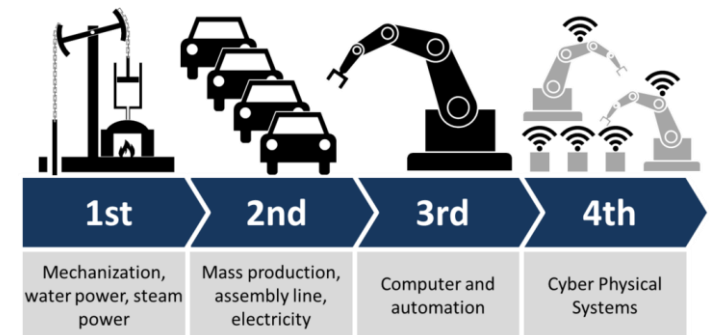 1st
2nd
3rd
4th
Mechanization,
water power, steam
power
Mass production,
assembly line,
electricity
Computer and
automation
Cyber Physical
Systems